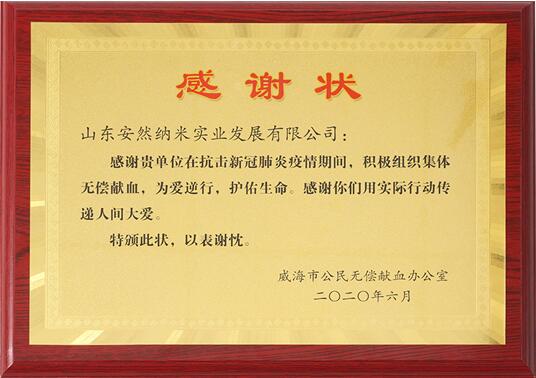 感谢状
山东安然纳米实业发展有限公司：
感谢贵单位在抗击新冠肺炎疫情期间，积极组织集体
无偿献血，为爱逆行，护佑生命。感谢你们用实际行动传
递人间大爱。
特颁此状，以表谢忱。
威海市公民无偿献血办公室
二〇二〇年六月